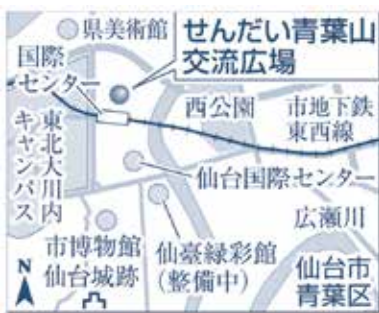 県美術館
せんだい青葉山
交流広場
国際
センター
西公園
市地下鉄
東西線
東北大川内
キャンパス
仙台国際センター
広瀬川
市博物館
仙台城跡
仙臺緑彩館
(整備中)
仙台市
青葉区
N